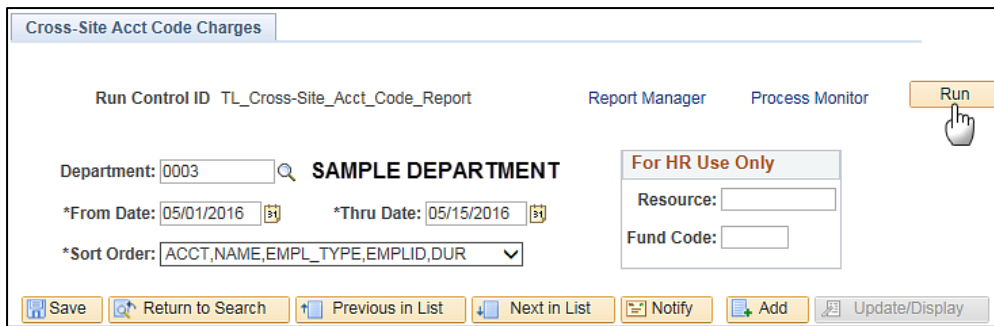 Cross-Site Acct Code Charges
Run Control ID TL_Cross-Site_Acct_Code_Report Report Manager Process Monitor Run
Department: 0003 SAMPLE DEPARTMENT
*From Date: 05/01/2016 31 *Thru Date: 05/15/2016 31
*Sort Order: ACCT,NAME,EMPL_TYPE,EMPLID,DUR
For HR Use Only
Resource:
Fund Code:
Save Return to Search Previous in List Next in List Notify Add Update/Display